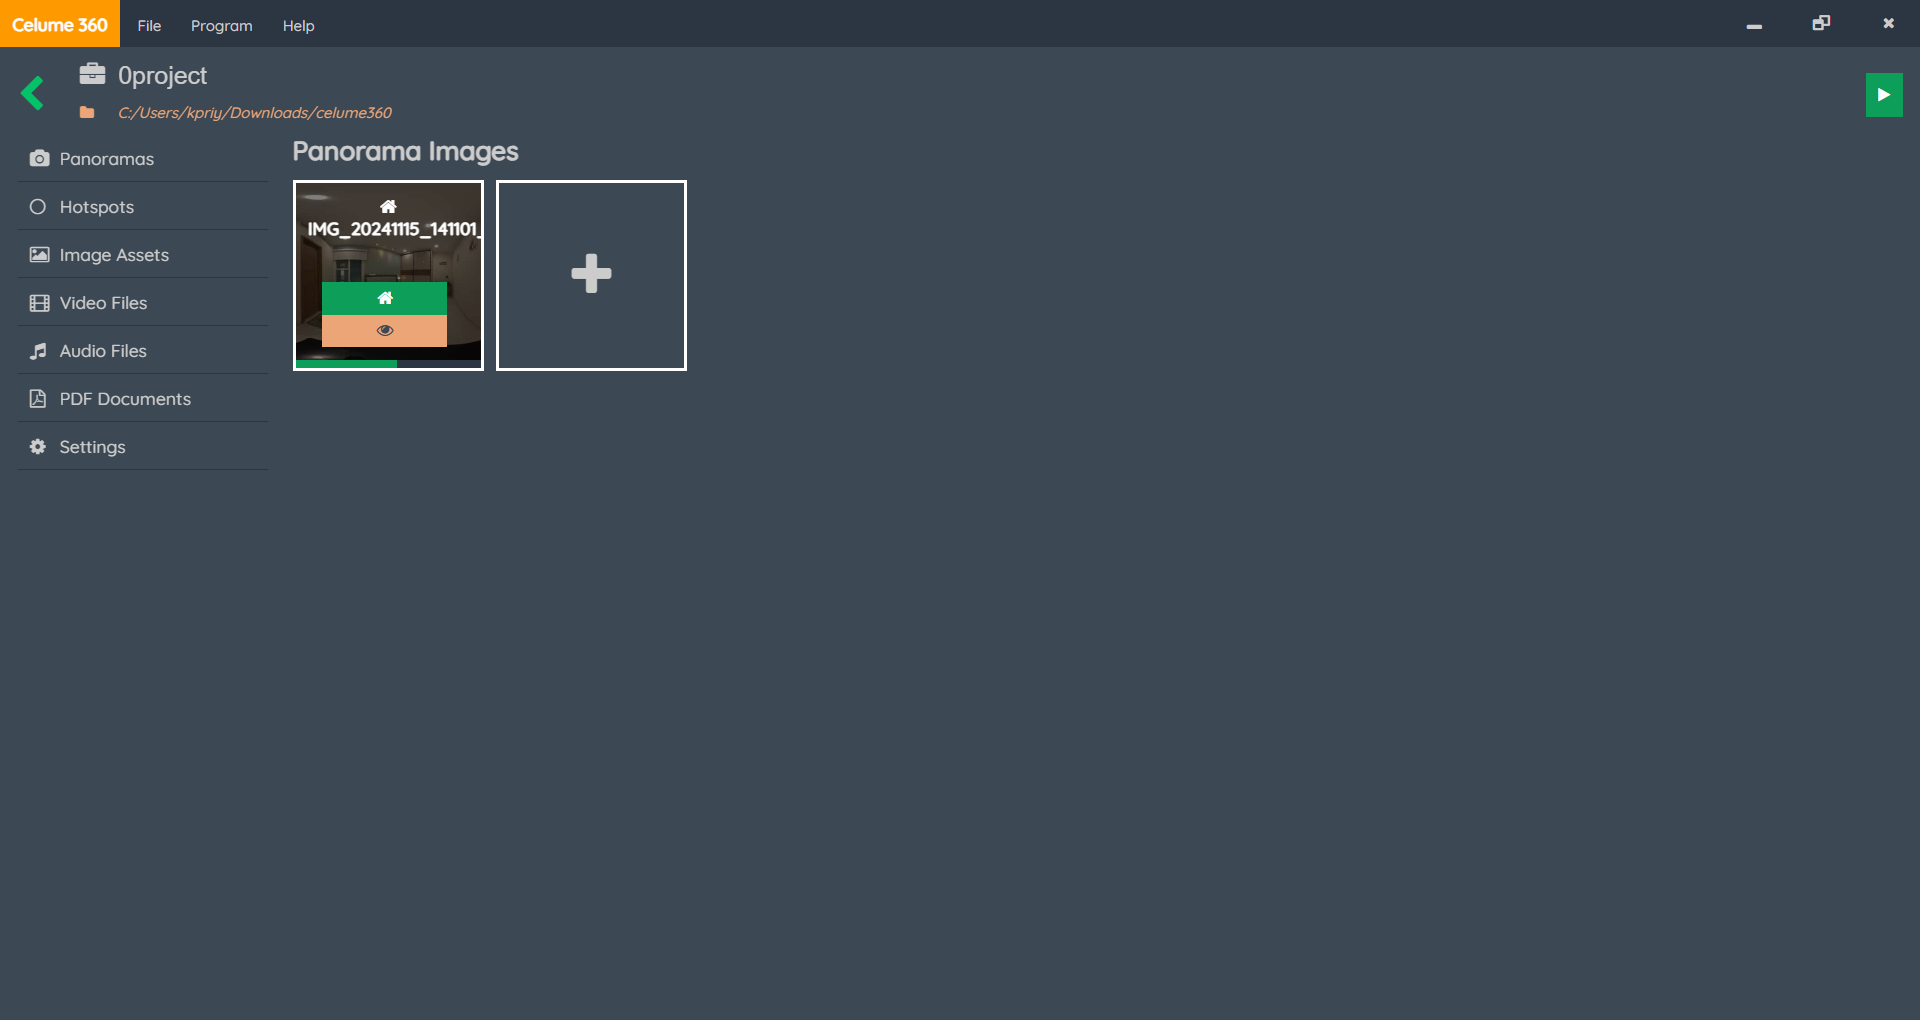 Celume 360
File
Program
Help
0project
C:/Users/kpriy/Downloads/celume360
Panoramas
Hotspots
Image Assets
Video Files
Audio Files
PDF Documents
Settings
Panorama Images
IMG_20241115_141101_